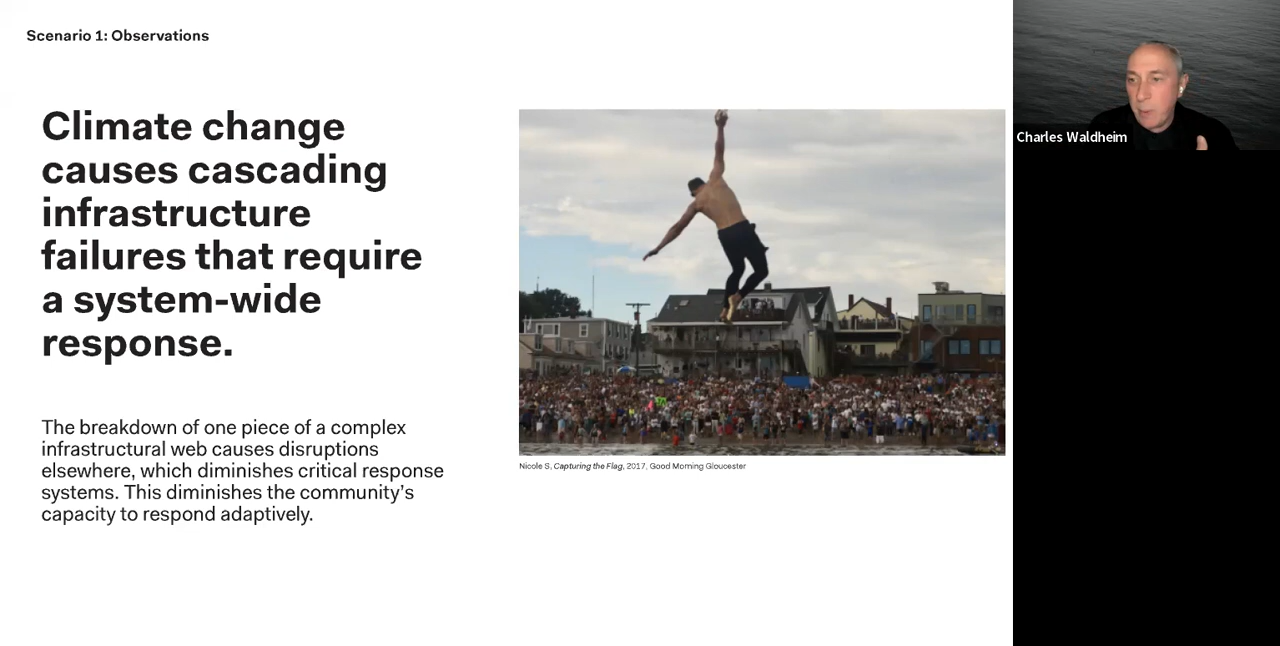 Scenario 1: Observations
Climate change
causes cascading
infrastructure
failures that require
a system-wide
response.
The breakdown of one piece of a complex
infrastructural web causes disruptions
elsewhere, which diminishes critical response
systems. This diminishes the community’s
capacity to respond adaptively.
Nicole S, Capturing the Flag, 2017, Good Morning Gloucester
Charles Waldheim